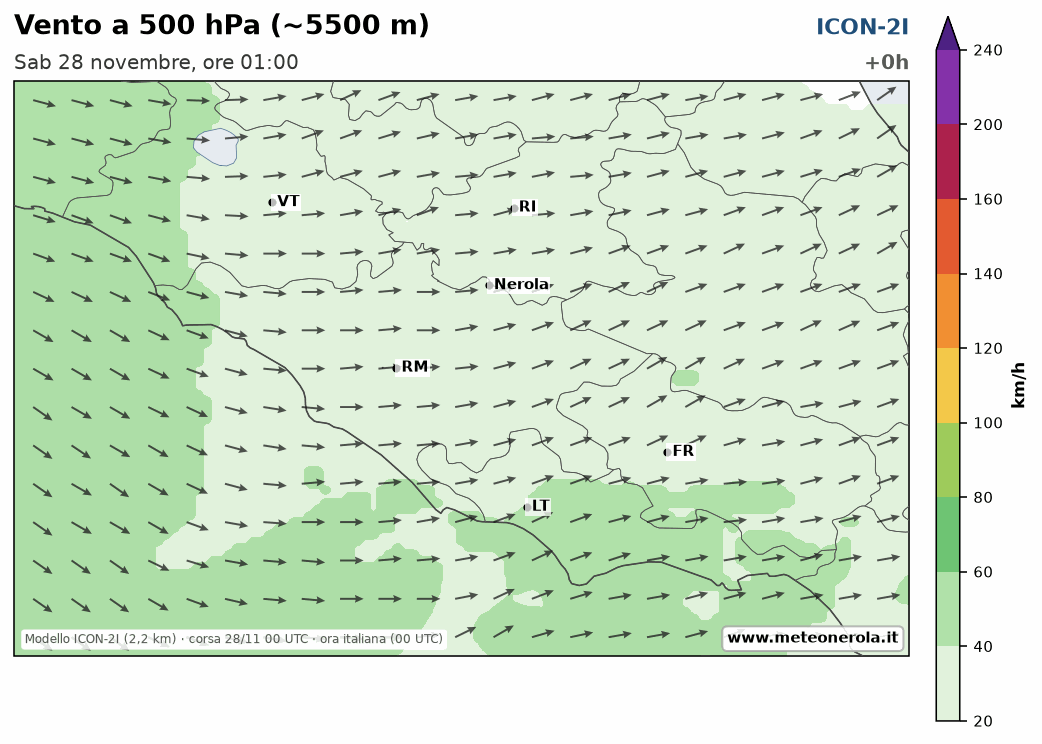 Vento a 500 hPa (~5500 m)
ICON-2I
Sab 28 novembre, ore 01:00
+0h
VT
RI
Nerola
RM
FR
LT
Modello ICON-2I (2,2 km) · corsa 28/11 00 UTC · ora italiana (00 UTC)
www.meteonerola.it
240
200
160
140
120
100
80
60
40
20
km/h